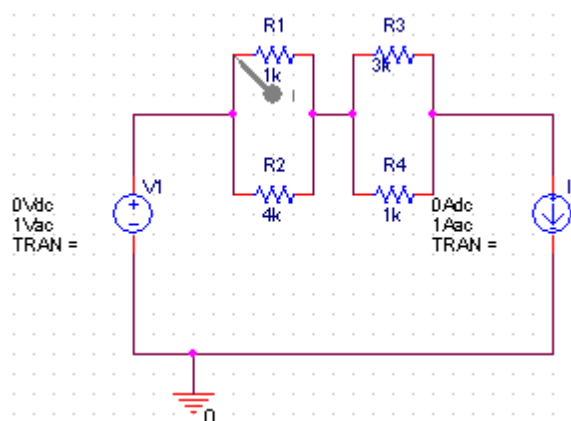 R1
R3
1k
3k
I
R2
R4
V1
I
0Vdc
1Vac
TRAN =
4k
1k
0Adc
1Aac
TRAN =
0